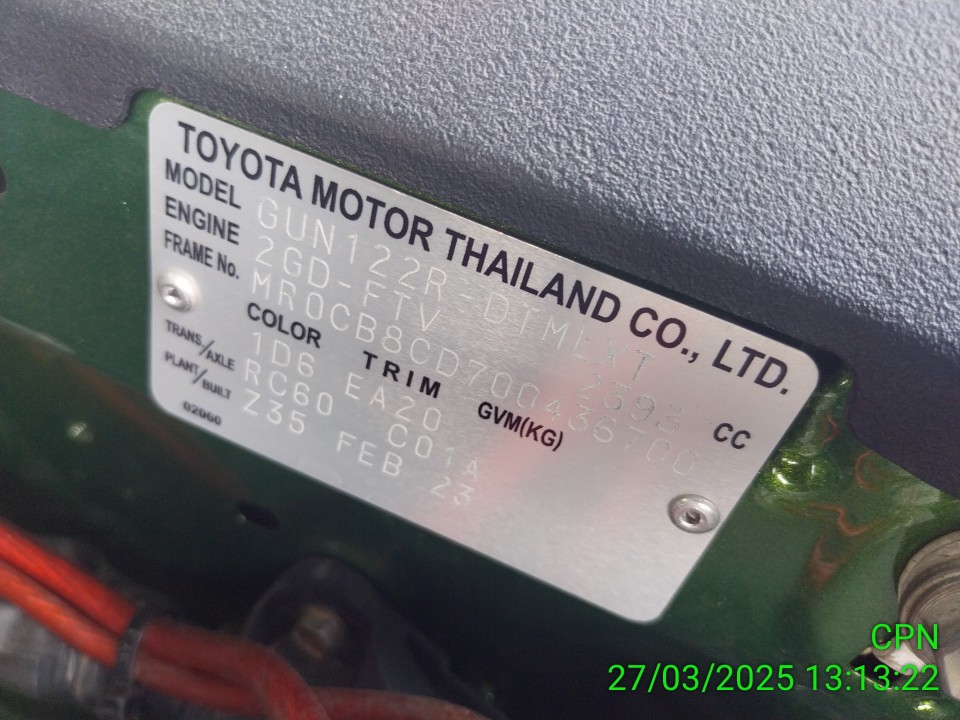 TOYOTA MOTOR THAILAND CO., LTD.
MODEL GUN122R-DTMLXT
ENGINE 2GD-FTV 2393 CC
FRAME No. MR0CB8CD700436700
COLOR TRIM GVM(KG)
1D6 EA20
TRANS/AXLE RC60 C01A
PLANT/BUILT Z35 FEB 23
02060
CPN
27/03/2025 13:13:22